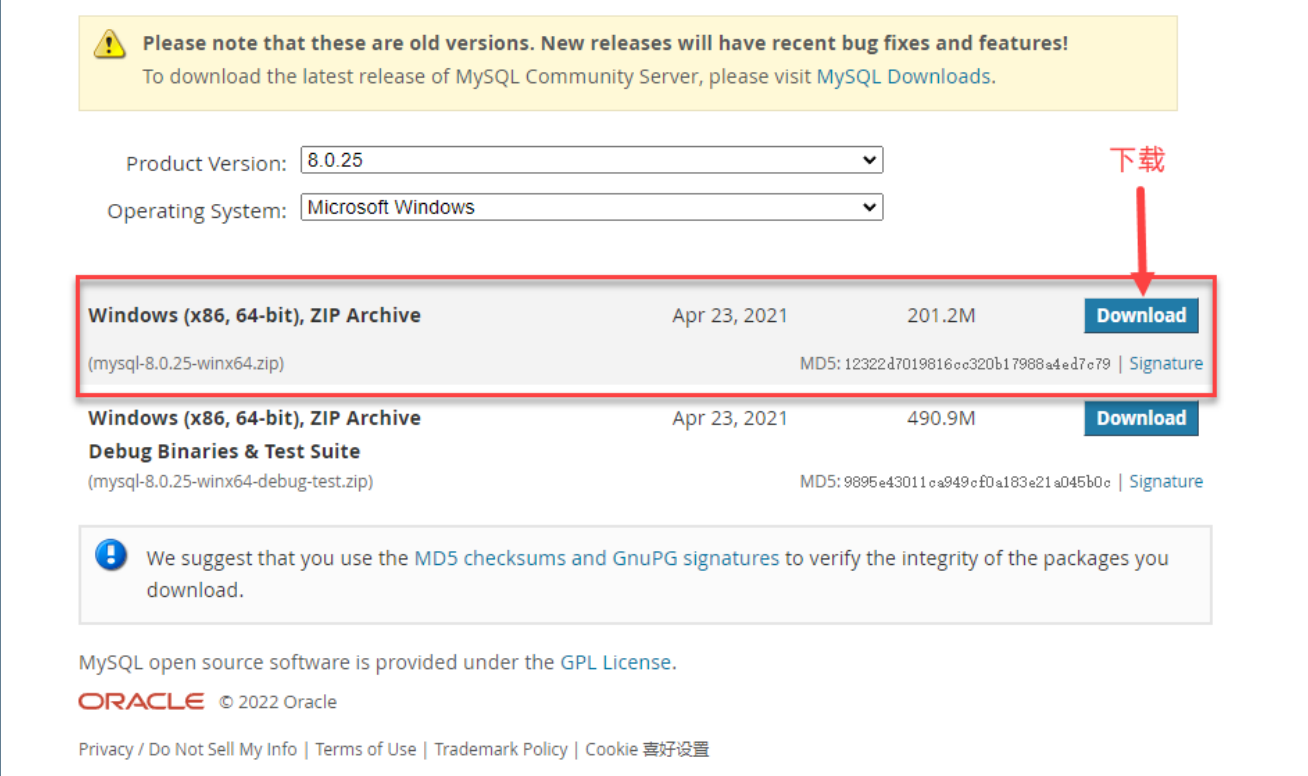 Please note that these are old versions. New releases will have recent bug fixes and features!
To download the latest release of MySQL Community Server, please visit MySQL Downloads.
Product Version: 8.0.25
下载
Operating System: Microsoft Windows
Windows (x86, 64-bit), ZIP Archive Apr 23, 2021 201.2M Download
(mysql-8.0.25-winx64.zip) MD5: 12322d7019816cc320b17988a4ed7c79 | Signature
Windows (x86, 64-bit), ZIP Archive Apr 23, 2021 490.9M Download
Debug Binaries & Test Suite
(mysql-8.0.25-winx64-debug-test.zip) MD5: 9895e43011ca949cf0a183e21a045b0c | Signature
We suggest that you use the MD5 checksums and GnuPG signatures to verify the integrity of the packages you
download.
MySQL open source software is provided under the GPL License.
ORACLE © 2022 Oracle
Privacy / Do Not Sell My Info | Terms of Use | Trademark Policy | Cookie 喜好设置